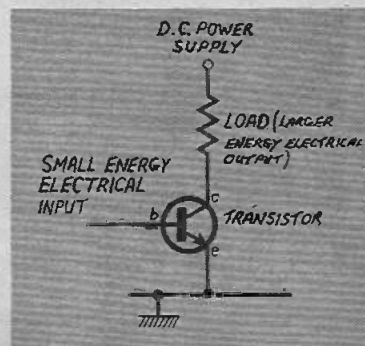 D.C. POWER
SUPPLY
LOAD (LARGER
ENERGY ELECTRICAL
OUTPUT)
SMALL ENERGY
ELECTRICAL
INPUT
c
b
TRANSISTOR
e